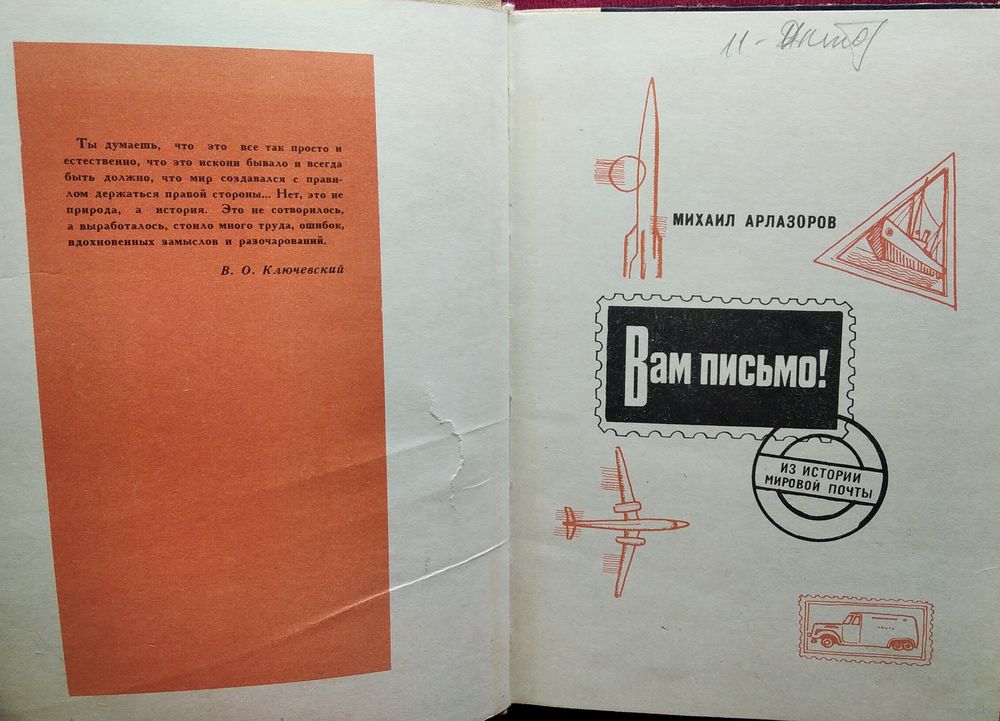 Ты думаешь, что это все так просто и
естественно, что это искони бывало и всегда
быть должно, что мир создавался с прави-
лом держаться правой стороны... Нет, это не
природа, а история. Это не сотворилось,
а выработалось, стоило много труда, ошибок,
вдохновенных замыслов и разочарований.
В. О. Ключевский
МИХАИЛ АРЛАЗОРОВ
Вам письмо!
ИЗ ИСТОРИИ
МИРОВОЙ ПОЧТЫ